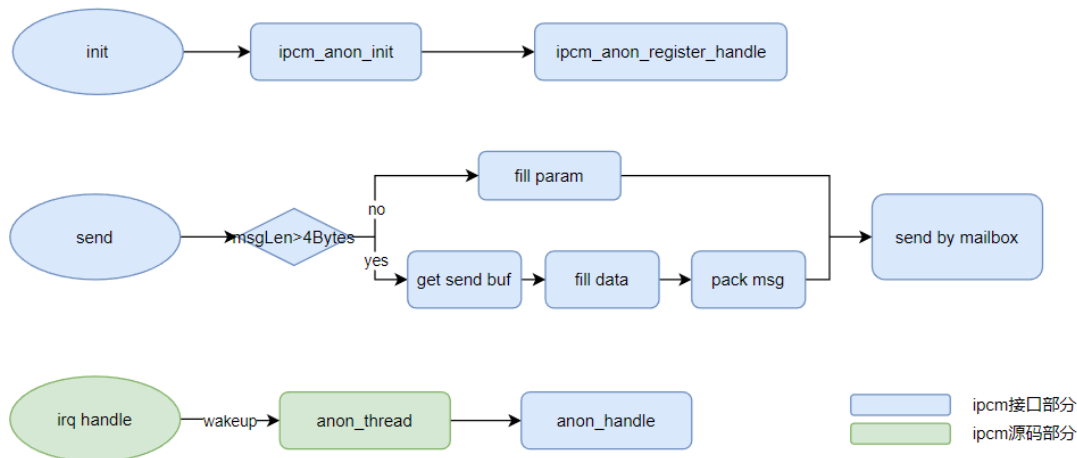 init
ipcm_anon_init
ipcm_anon_register_handle
fill param
no
send
msgLen>4Bytes
send by mailbox
yes
get send buf
fill data
pack msg
irq handle
wakeup
anon_thread
anon_handle
ipcm接口部分
ipcm源码部分